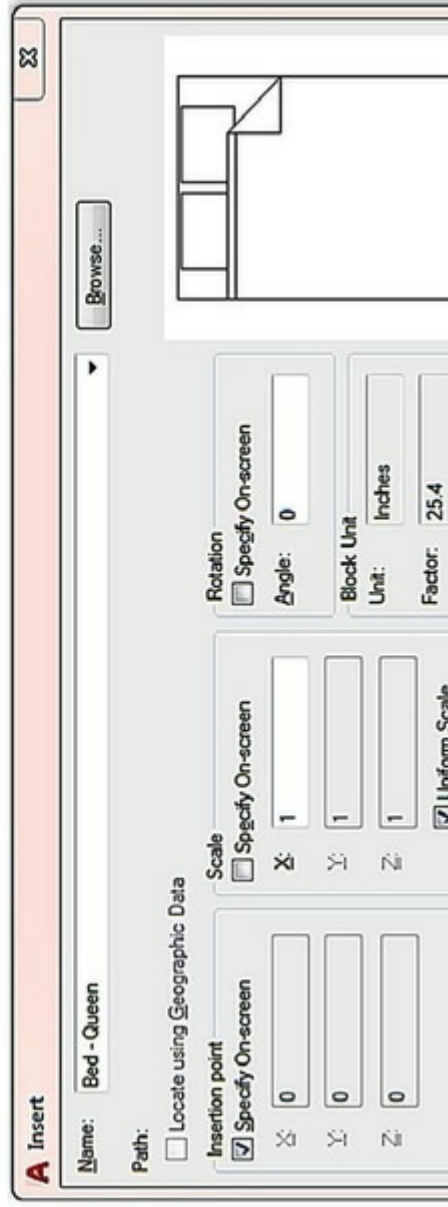 A Insert
Name: Bed - Queen Browse...
Path:
Locate using Geographic Data
Insertion point
Specify On-screen
X: 0
Y: 0
Z: 0
Scale
Specify On-screen
X: 1
Y: 1
Z: 1
Uniform Scale
Rotation
Specify On-screen
Angle: 0
Block Unit
Unit: Inches
Factor: 25.4